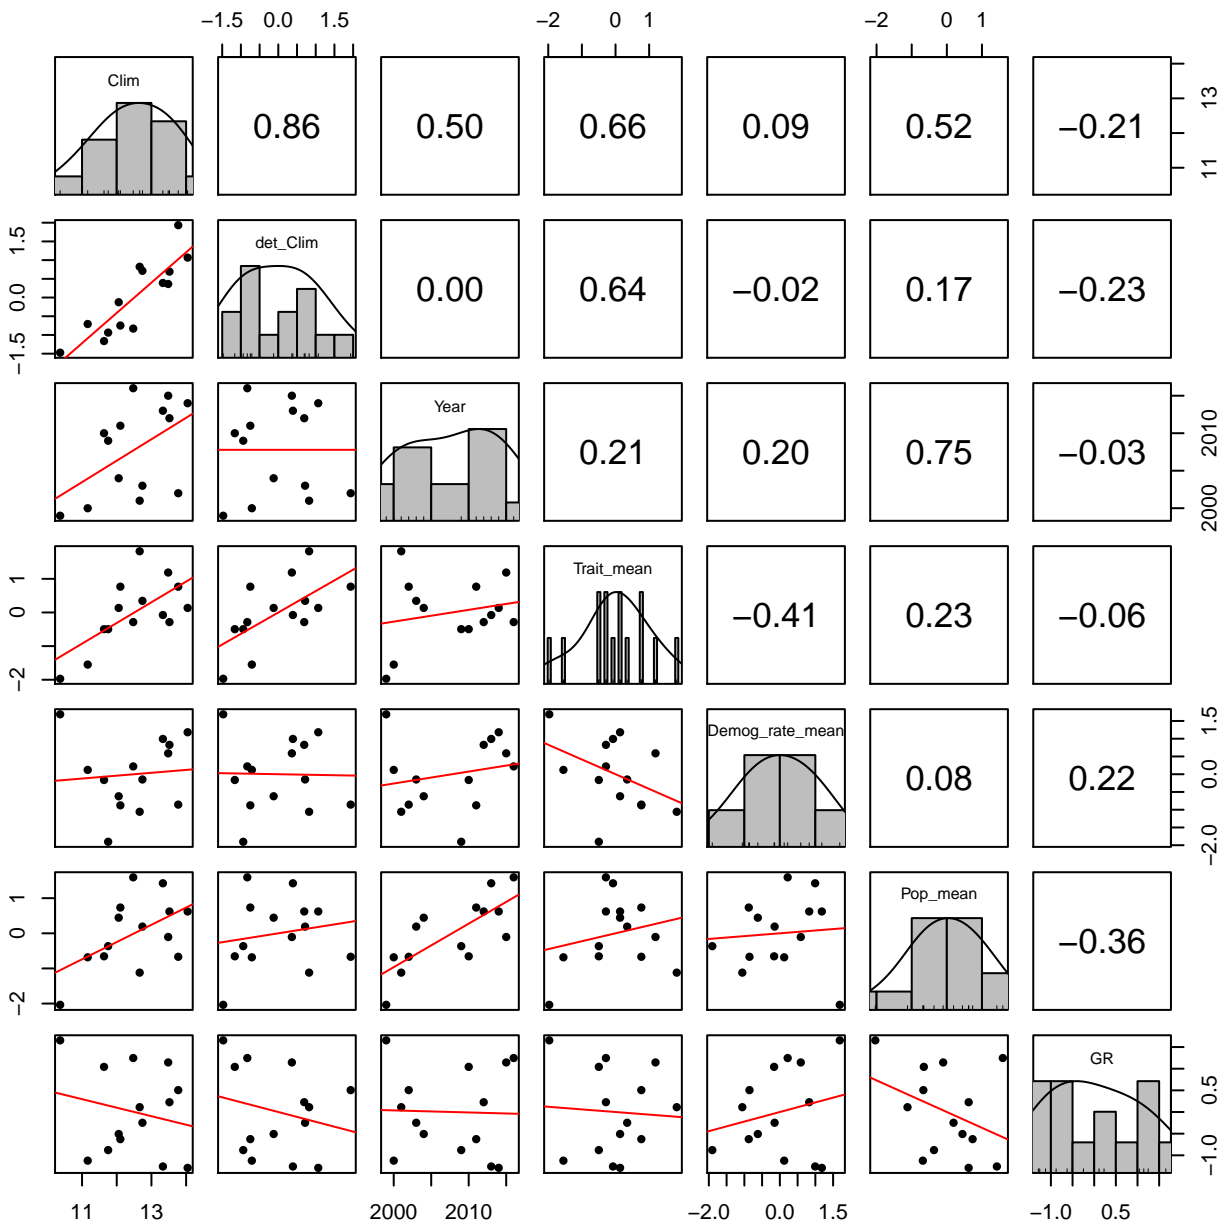 −1.5 0.0 1.5 −2 0 1 −2 0 1
Clim 0.86 0.50 0.66 0.09 0.52 −0.21 11 13
−1.5 0.0 1.5 det_Clim 0.00 0.64 −0.02 0.17 −0.23
Year 0.21 0.20 0.75 −0.03 2000 2010
−2 0 1 Trait_mean −0.41 0.23 −0.06
Demog_rate_mean 0.08 0.22 −2.0 0.0 1.5
−2 0 1 Pop_mean −0.36
GR −1.0 0.5
11 13 2000 2010 −2.0 0.0 1.5 −1.0 0.5